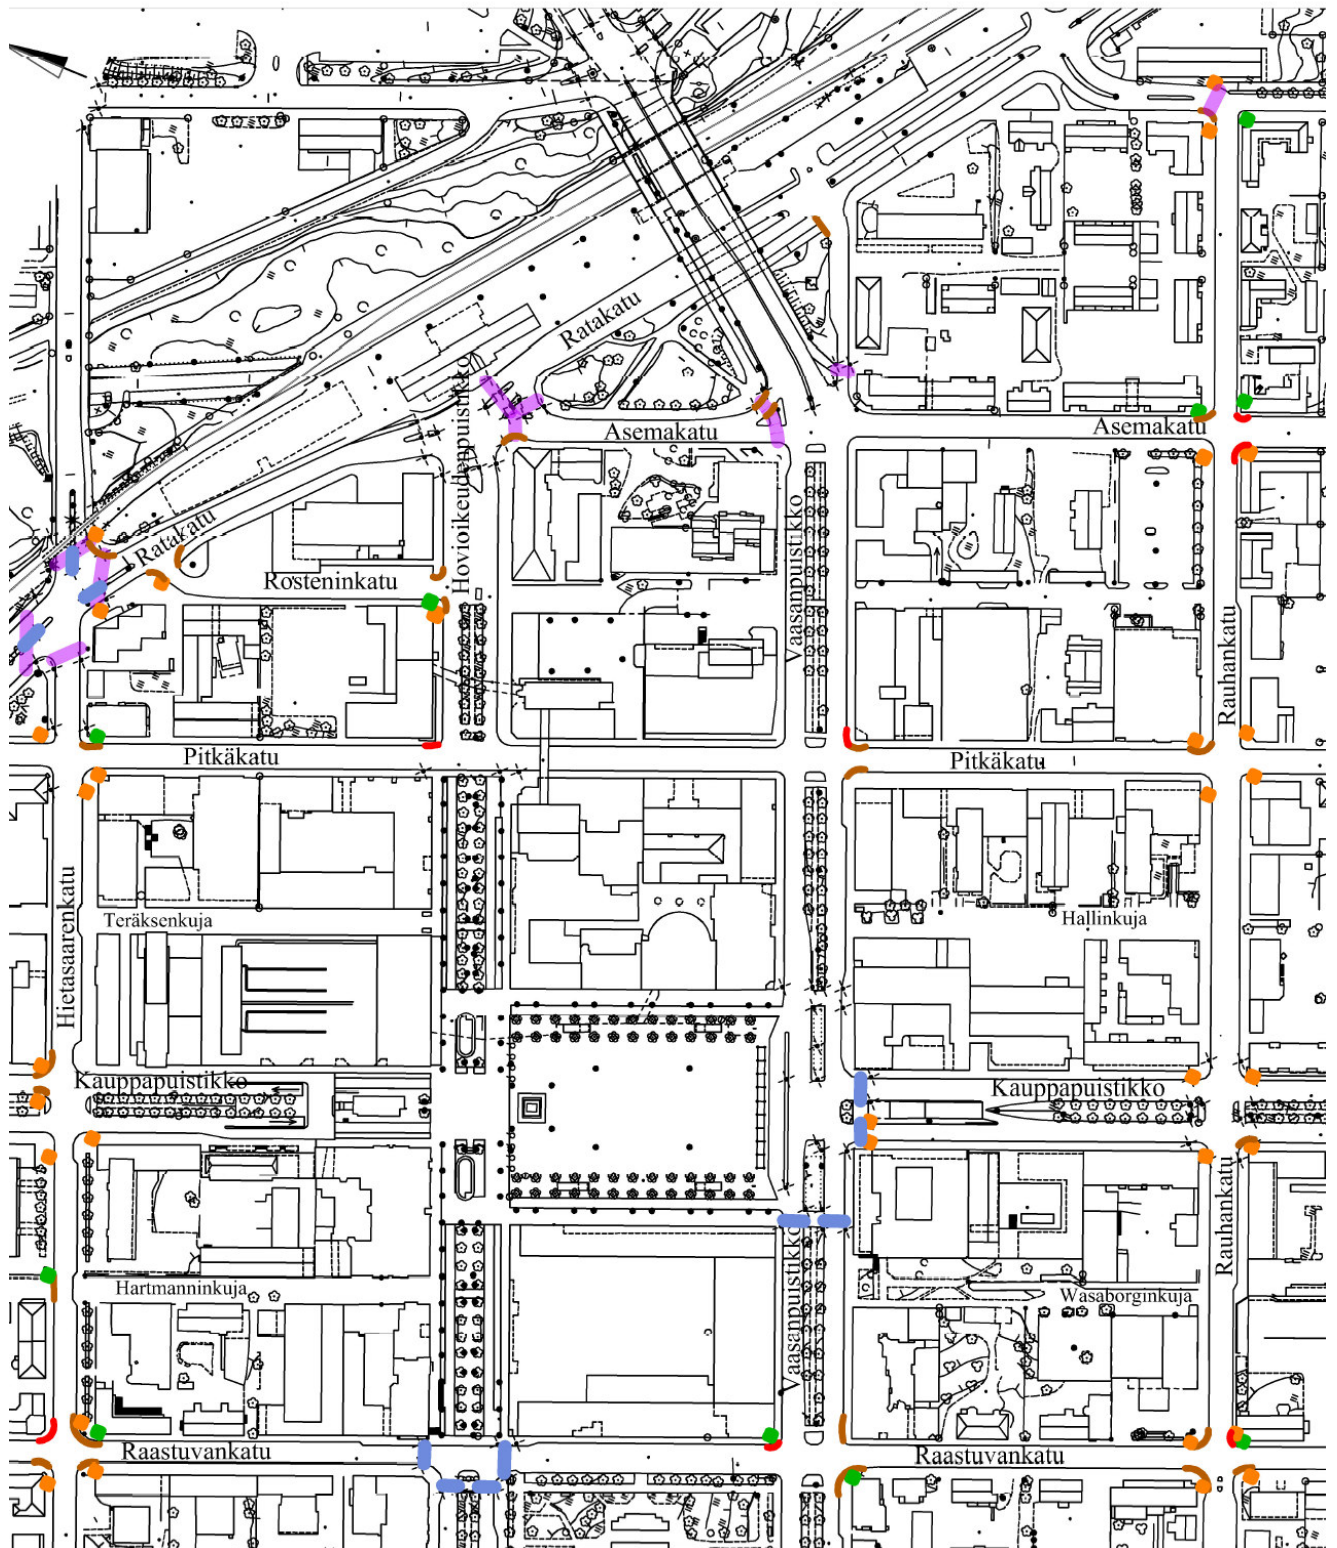 Ratakatu
Hovioikeudenpuistikko
Asemakatu
Asemakatu
Vaasanpuistikko
Ratakatu
Rosteninkatu
Rauhankatu
Pitkäkatu
Pitkäkatu
Teräksenkuja
Hallinkuja
Hietasaarenkatu
Kauppapuistikko
Kauppapuistikko
Rauhankatu
Vaasanpuistikko
Hartmanninkuja
Wasaborginkuja
Raastuvankatu
Raastuvankatu